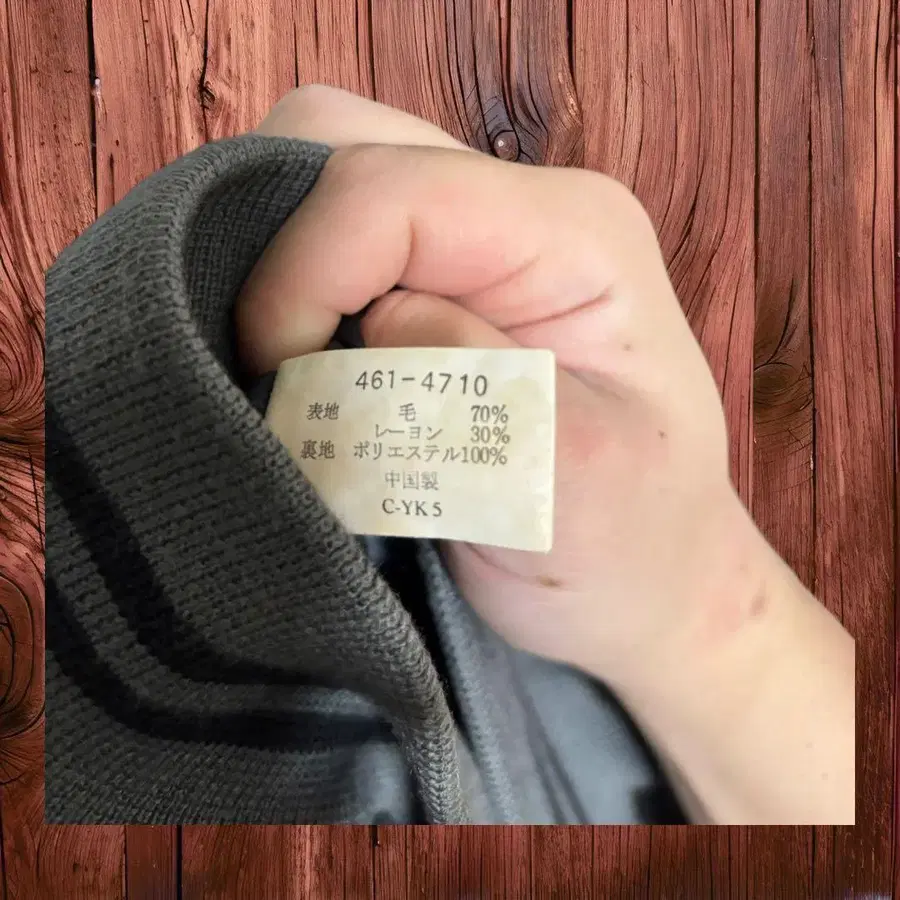 461-4710
表地 毛 70%
レーヨン 30%
裏地 ポリエステル100%
中国製
C-YK5